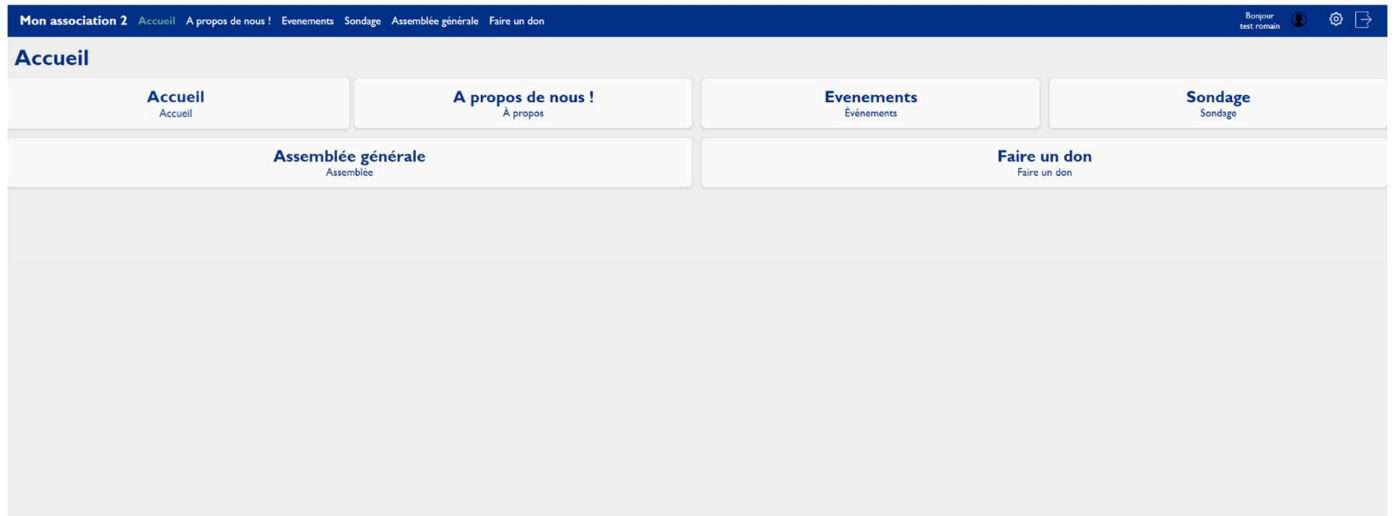 Mon association 2 Accueil A propos de nous ! Evenements Sondage Assemblée générale Faire un don
Bonjour
test romain
Accueil
Accueil
Accueil
A propos de nous !
À propos
Evenements
Événements
Sondage
Sondage
Assemblée générale
Assemblée
Faire un don
Faire un don